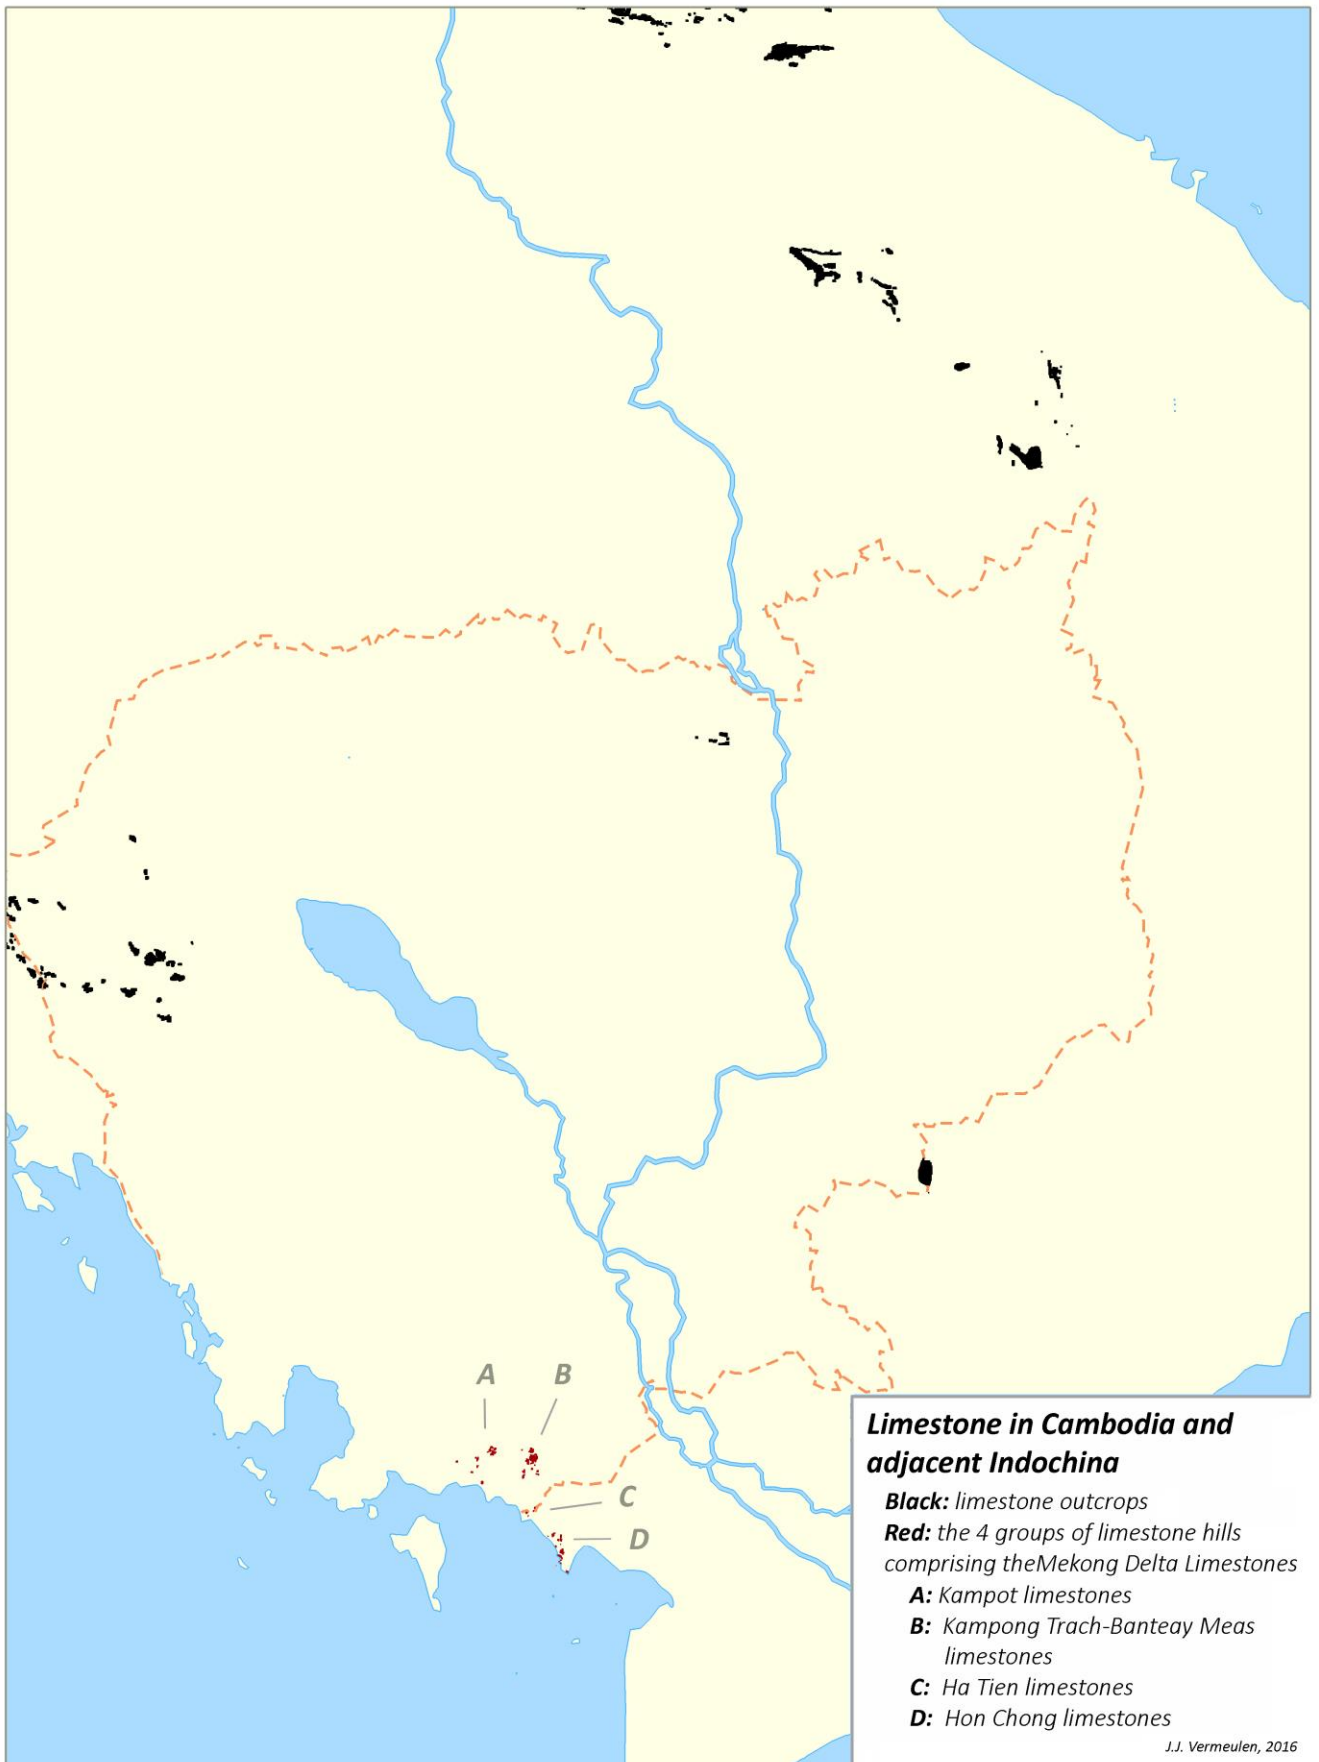 A
B
C
D
Limestone in Cambodia and
adjacent Indochina
Black: limestone outcrops
Red: the 4 groups of limestone hills
comprising theMekong Delta Limestones
A: Kampot limestones
B: Kampong Trach-Banteay Meas
limestones
C: Ha Tien limestones
D: Hon Chong limestones
J.J. Vermeulen, 2016